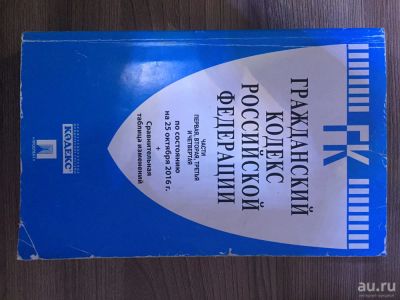 ГК
ГРАЖДАНСКИЙ
КОДЕКС
РОССИЙСКОЙ
ФЕДЕРАЦИИ
ЧАСТИ
ПЕРВАЯ, ВТОРАЯ, ТРЕТЬЯ
И ЧЕТВЕРТАЯ
по состоянию
на 25 октября 2016 г.
+
Сравнительная
таблица изменений
КОДЕКС
au.ru